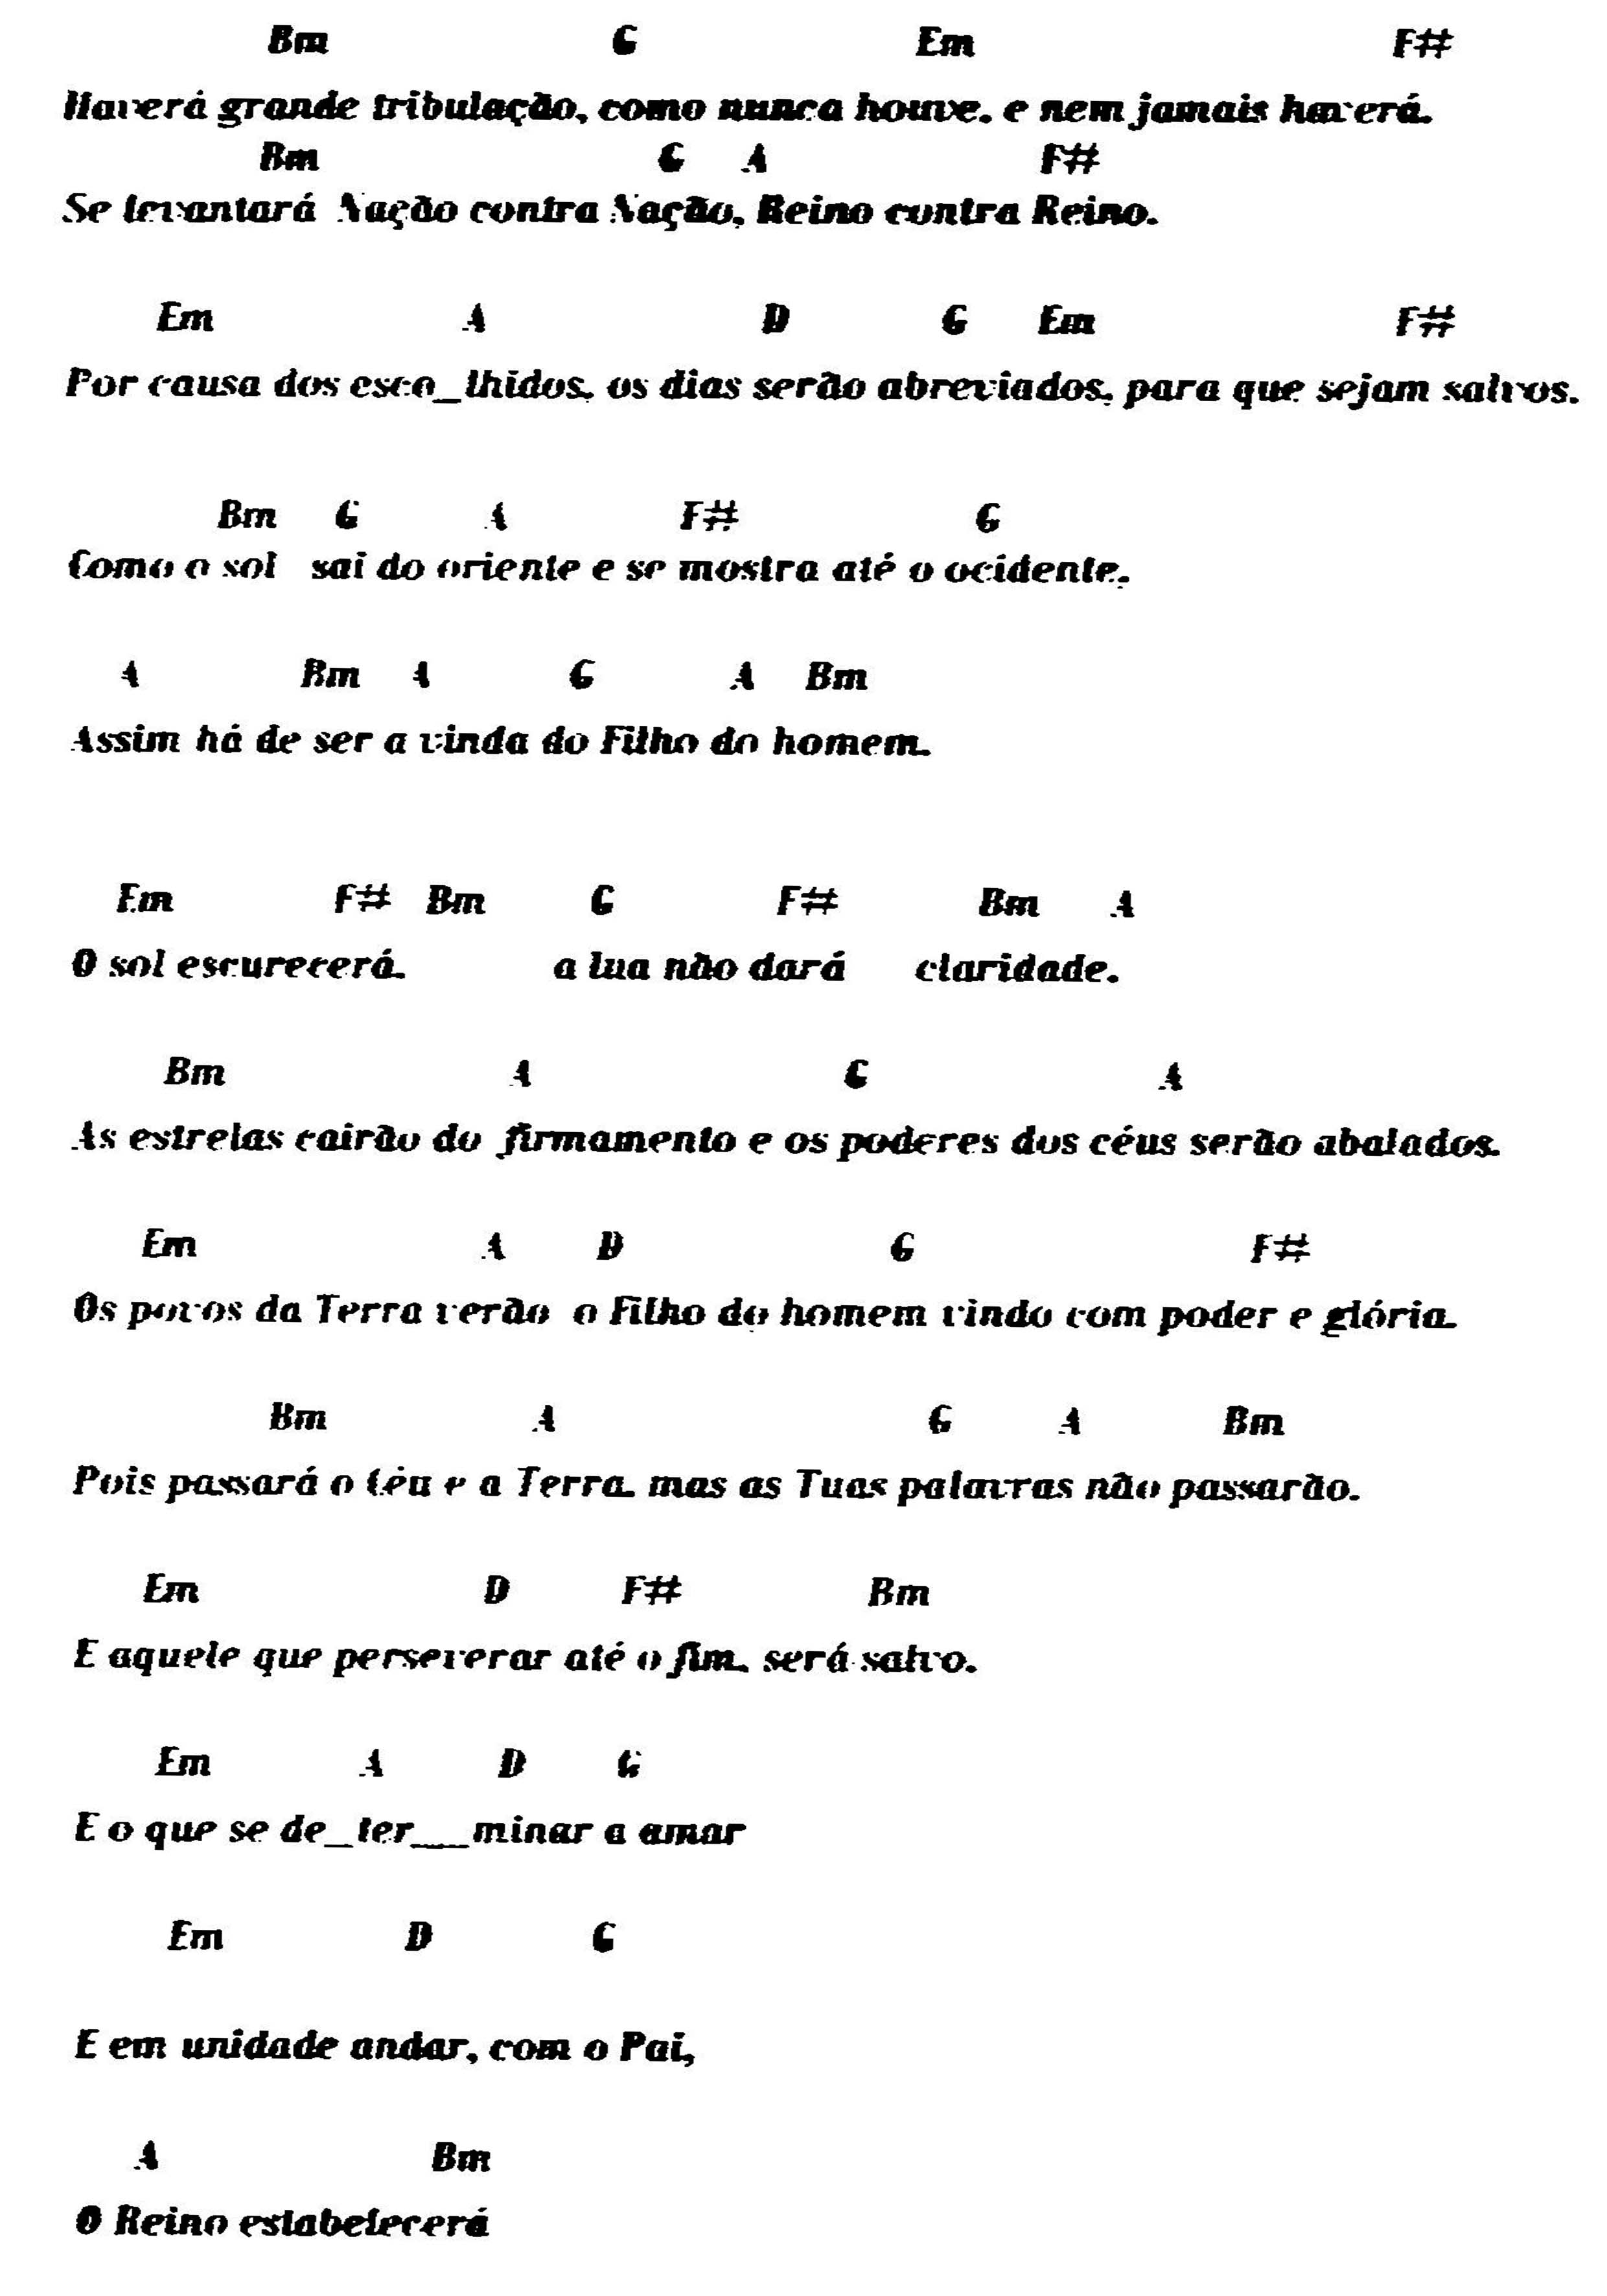 Bm G Em F#
Haverá grande tribulação, como nunca houve, e nem jamais haverá.
Bm G A F#
Se levantará Nação contra Nação, Reino contra Reino.
Em A D G Em F#
Por causa dos esco_lhidos, os dias serão abreviados, para que sejam salvos.
Bm G A F# G
Como o sol sai do oriente e se mostra até o ocidente,
A Bm A G A Bm
Assim há de ser a vinda do Filho do homem.
Em F# Bm G F# Bm A
O sol escurecerá, a lua não dará claridade.
Bm A G A
As estrelas cairão do firmamento e os poderes dos céus serão abalados.
Em A D G F#
Os povos da Terra verão o Filho do homem vindo com poder e glória.
Bm A G A Bm
Pois passará o Céu e a Terra, mas as Tuas palavras não passarão.
Em D F# Bm
E aquele que perseverar até o fim, será salvo.
Em A D G
E o que se de_ter__minar a amar
Em D G
E em unidade andar, com o Pai,
A Bm
O Reino estabelecerá